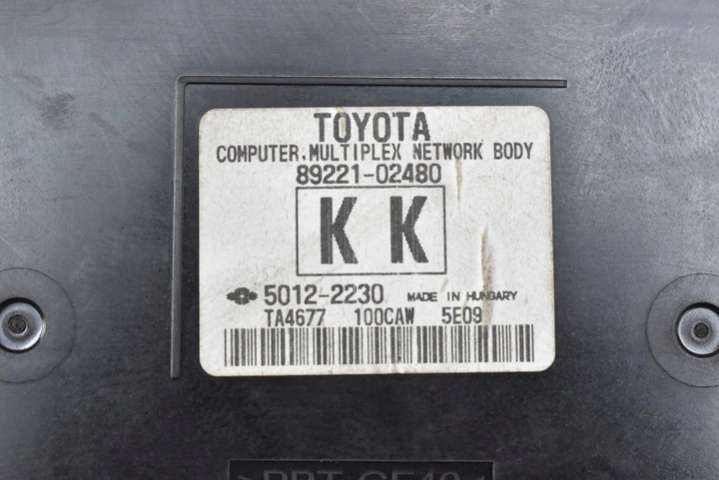 TOYOTA
COMPUTER.MULTIPLEX NETWORK BODY
89221-02480
K K
5012-2230 MADE IN HUNGARY
TA4677 100CAW 5E09